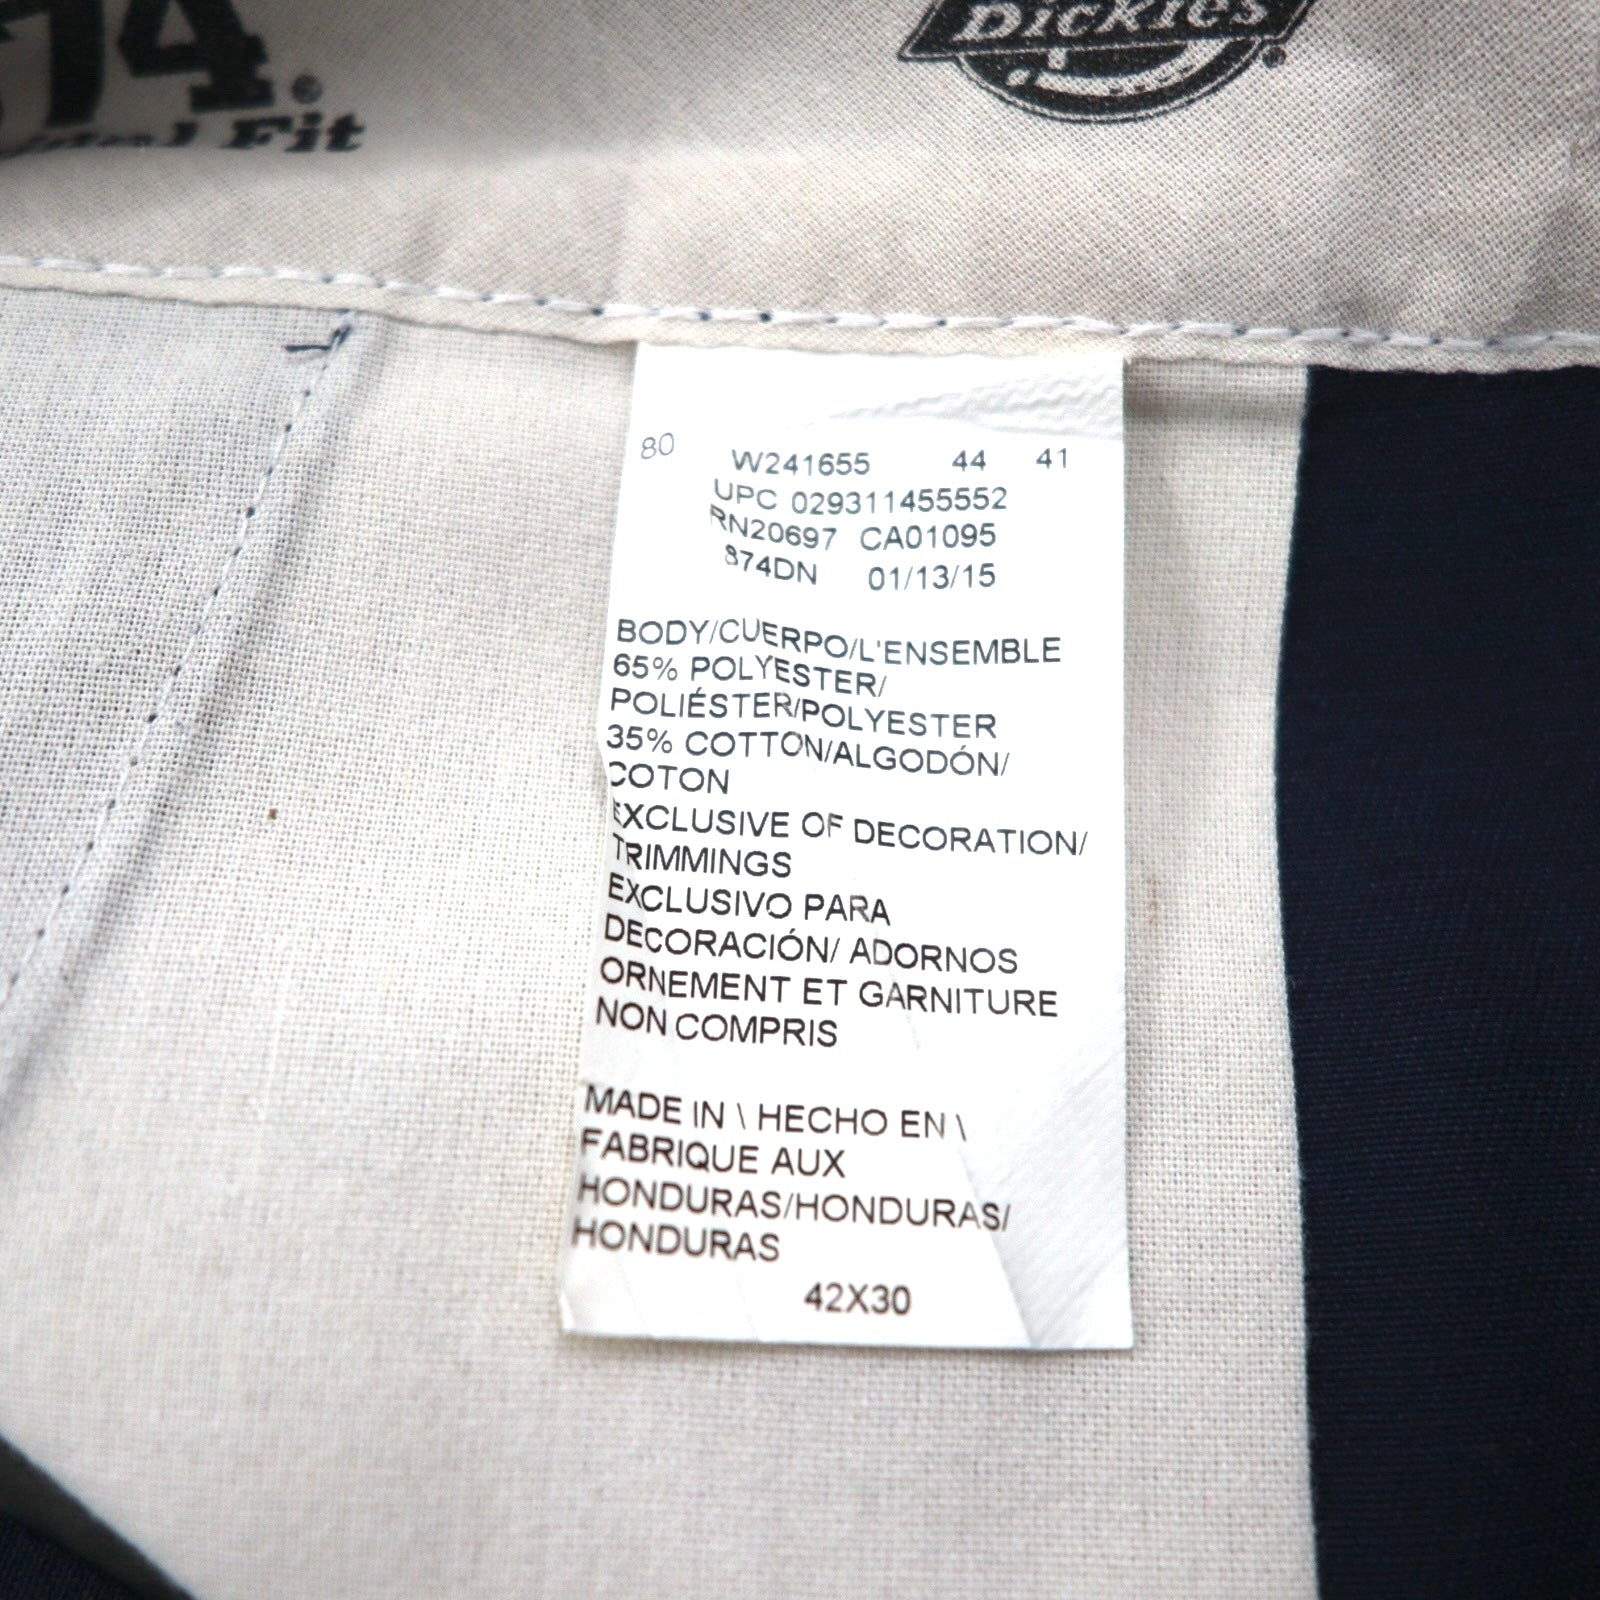 74.®
Fit
Dickies®
80
W241655 44 41
UPC 029311455552
RN20697 CA01095
874DN 01/13/15
BODY/CUERPO/L'ENSEMBLE
65% POLYESTER/
POLIÉSTER/POLYESTER
35% COTTON/ALGODÓN/
COTON
EXCLUSIVE OF DECORATION/
TRIMMINGS
EXCLUSIVO PARA
DECORACIÓN/ ADORNOS
ORNEMENT ET GARNITURE
NON COMPRIS
MADE IN \ HECHO EN \
FABRIQUE AUX
HONDURAS/HONDURAS/
HONDURAS
42X30